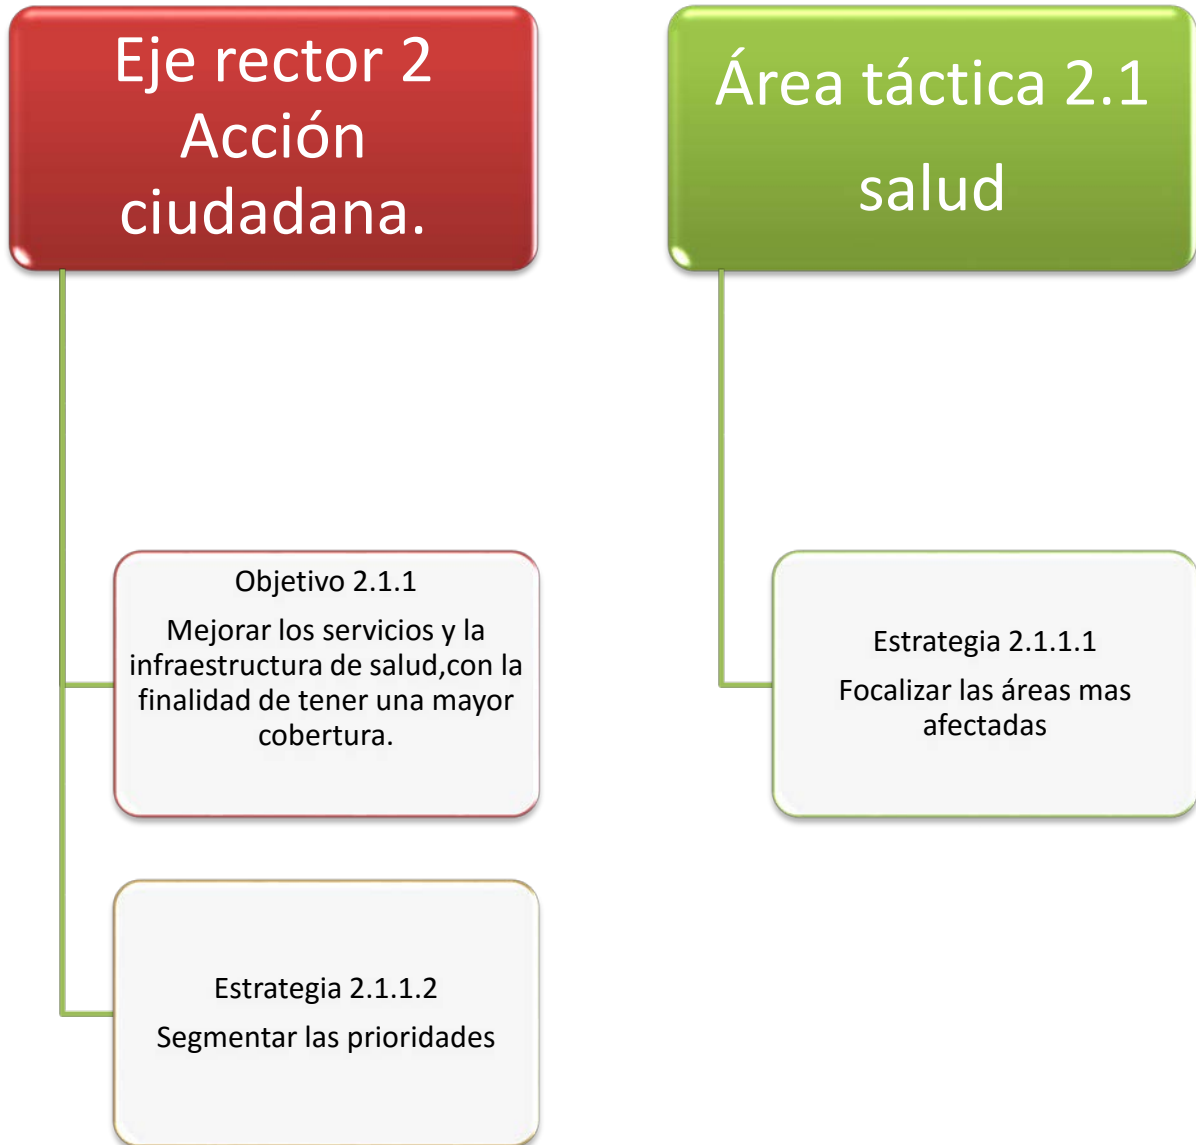 Eje rector 2
Acción
ciudadana.
Área táctica 2.1
salud
Objetivo 2.1.1
Mejorar los servicios y la
infraestructura de salud,con la
finalidad de tener una mayor
cobertura.
Estrategia 2.1.1.1
Focalizar las áreas mas
afectadas
Estrategia 2.1.1.2
Segmentar las prioridades